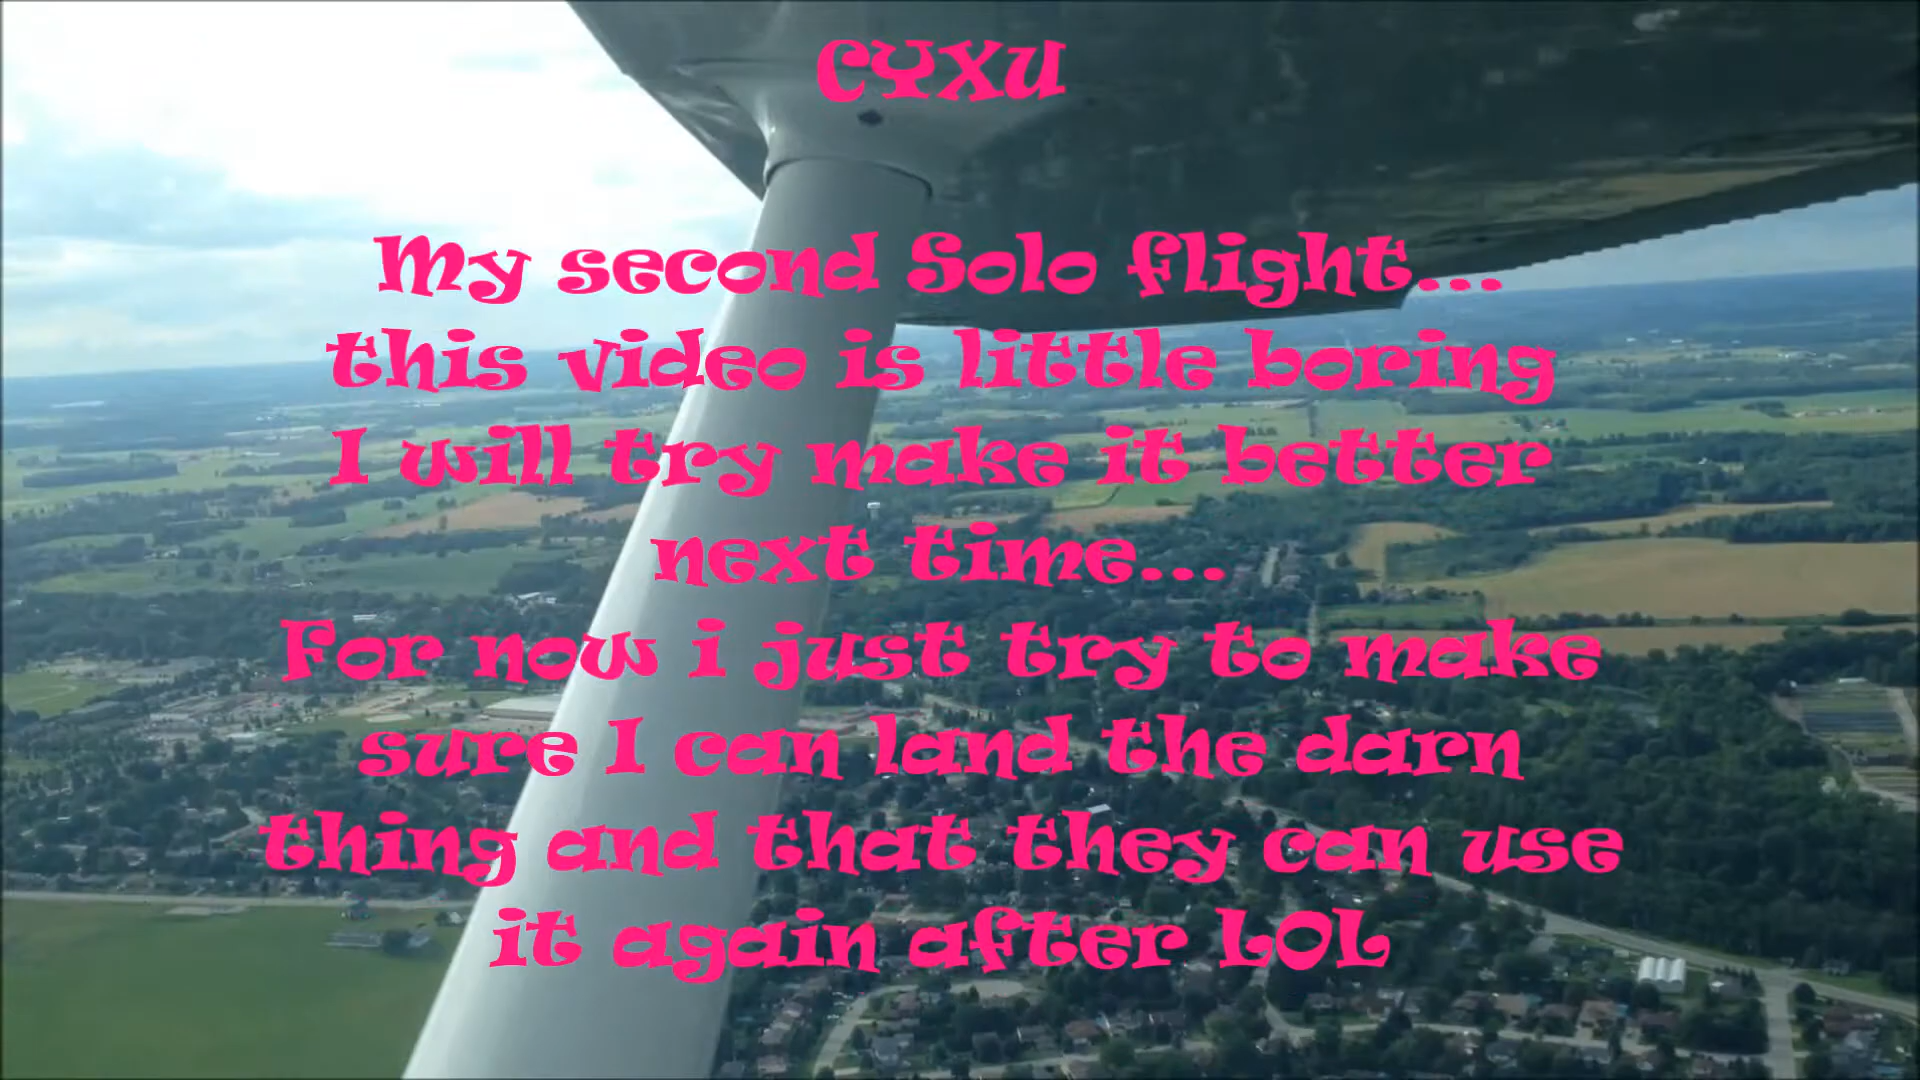 CYXU
My second Solo flight...
this video is little boring
I will try make it better
next time...
For now i just try to make
sure I can land the darn
thing and that they can use
it again after LOL